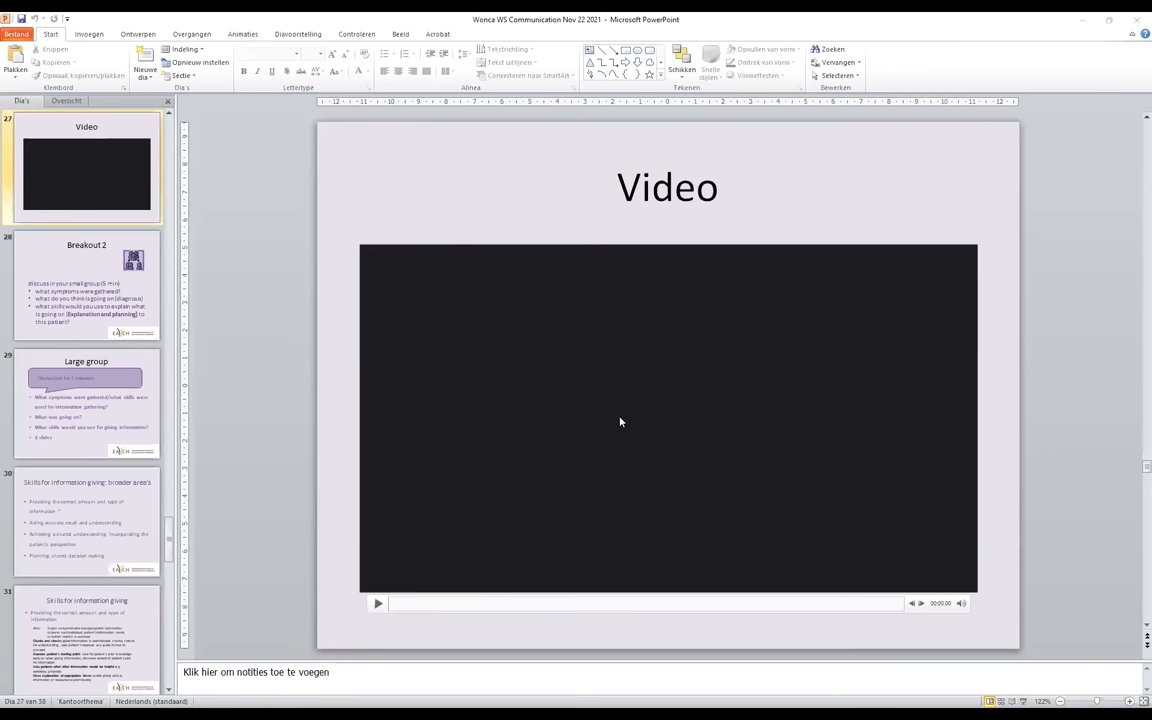 Wonca WS Communication Nov 22 2021 - Microsoft PowerPoint
Bestand Start Invoegen Ontwerpen Overgangen Animaties Diavoorstelling Controleren Beeld Acrobat
Plakken
Knippen
Kopiëren
Opmaak kopiëren/plakken
Klembord
Nieuwe dia
Indeling
Opnieuw instellen
Sectie
Dia's
Lettertype
Tekstrichting
Tekst uitlijnen
Converteren naar SmartArt
Alinea
Schikken
Snelle stijlen
Opvullen van vorm
Omtrek van vorm
Vormeffecten
Tekenen
Zoeken
Vervangen
Selecteren
Bewerken
Dia's Overzicht
27
Video
28
Breakout 2
discuss in your small group (5 min)
what symptoms were gathered?
what do you think is going on (diagnose)
what skills would you use to explain what
is going on (Explanation and planning) to
this patient?
29
Large group
What symptoms were gathered/what skills were
used for information gathering?
What was going on?
What skills would you use for giving information?
3 slides
30
Skills for information giving: broader area's
Providing the correct amount and type of
information
Aiding accurate recall and understanding
Achieving a shared understanding: incorporating the
patient's perspective
Planning: shared decision making
31
Skills for information giving
Providing the correct amount and type of
information
Video
00:00,00
Klik hier om notities toe te voegen
Dia 27 van 38 'Kantoorthema' Nederlands (standaard) 122%